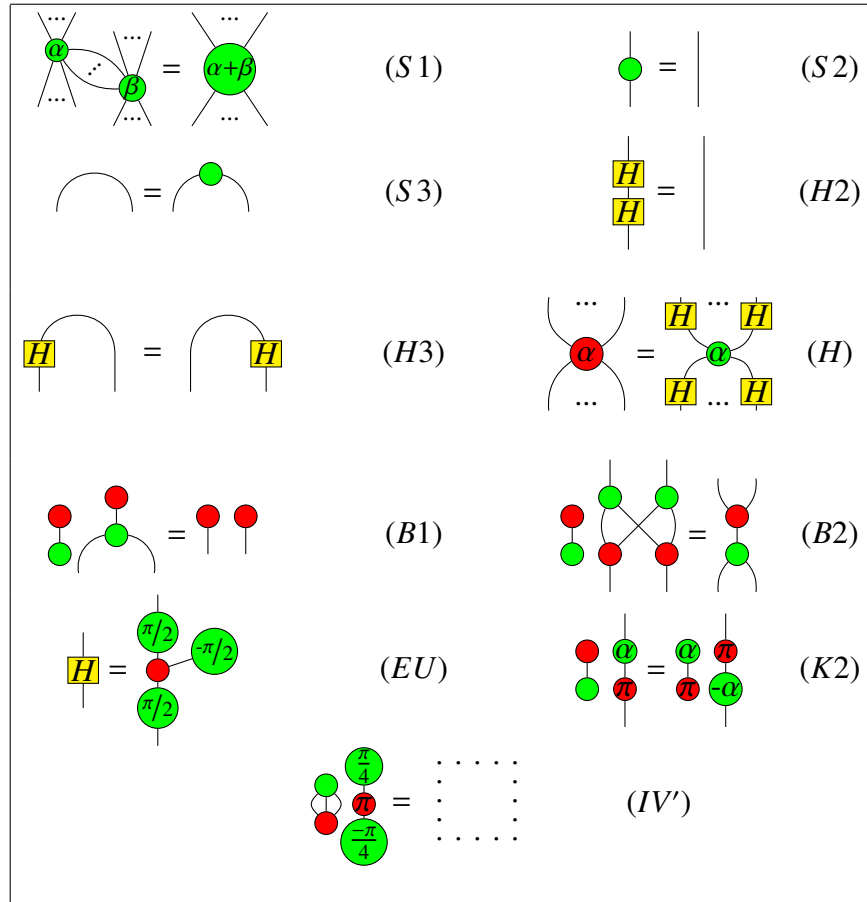 ... ...
α ... β = α+β (S1) = (S2)
... ... ...
= (S3) H H = (H2)
... ...
H = H (H3) α = H H α H H (H)
... ...
= (B1) = (B2)
H = π/2 -π/2 π/2 (EU) α π = α π π -α (K2)
π/4 π -π/4 = (IV')